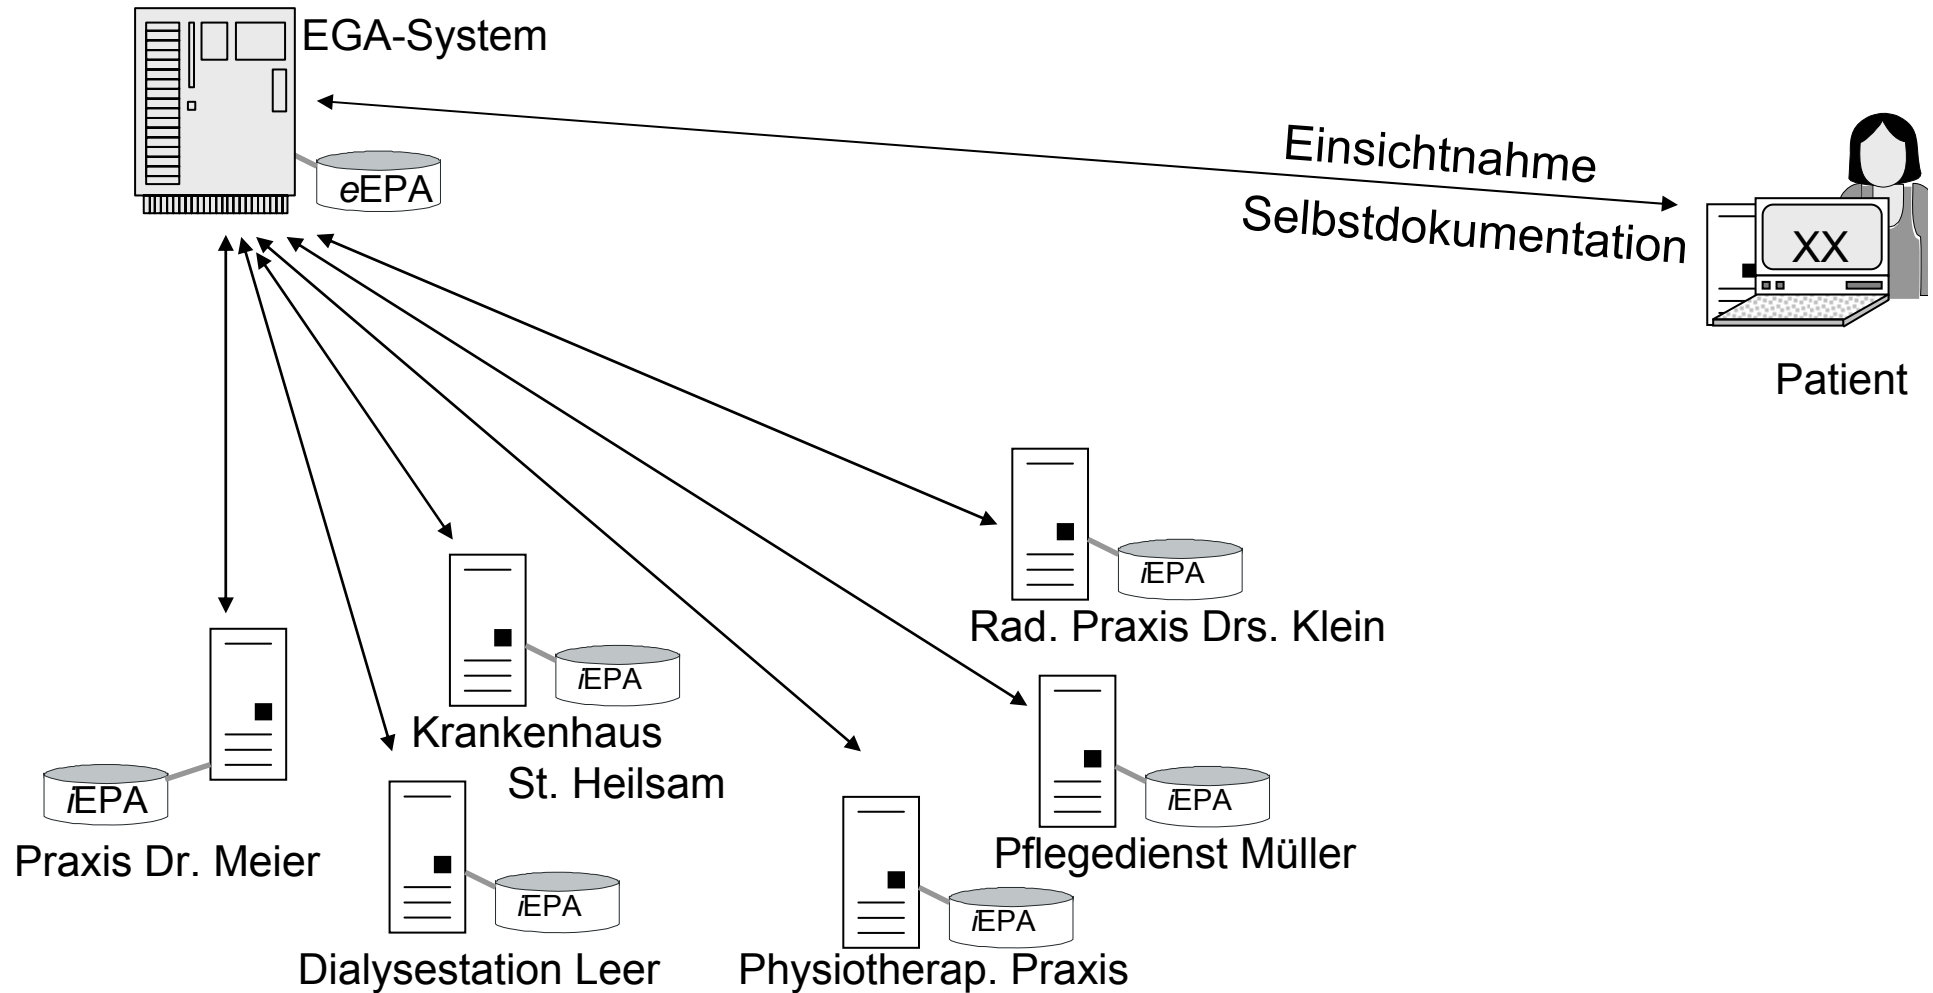 EGA-System
eEPA
Einsichtnahme
Selbstdokumentation
XX
Patient
iEPA
Rad. Praxis Drs. Klein
iEPA
Krankenhaus
St. Heilsam
iEPA
Praxis Dr. Meier
iEPA
Pflegedienst Müller
iEPA
Dialysestation Leer
iEPA
Physiotherap. Praxis